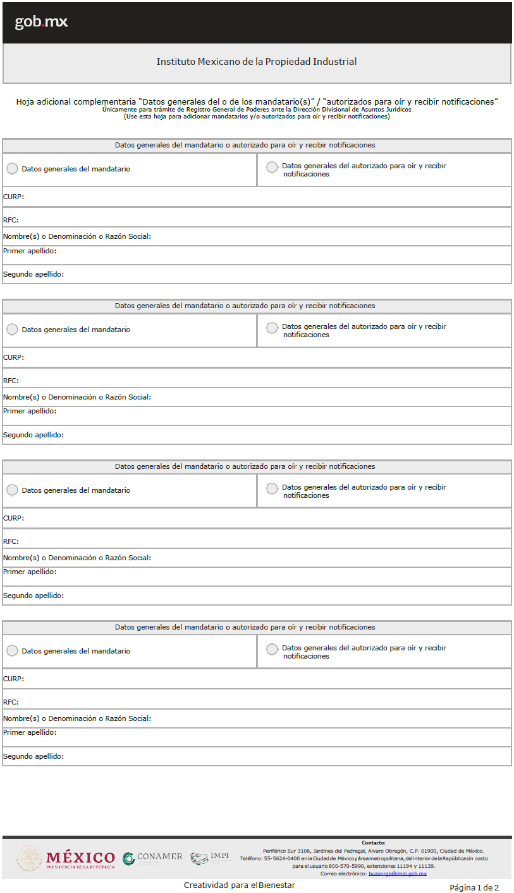 gob.mx
Instituto Mexicano de la Propiedad Industrial
Hoja adicional complementaria "Datos generales del o de los mandatario(s)" / "autorizados para oír y recibir notificaciones"
Únicamente para trámite de Registro General de Poderes ante la Dirección Divisional de Asuntos Jurídicos
(Use esta hoja para adicionar mandatarios y/o autorizados para oír y recibir notificaciones)
Datos generales del mandatario o autorizado para oír y recibir notificaciones
Datos generales del mandatario
Datos generales del autorizado para oír y recibir
notificaciones
CURP:
RFC:
Nombre(s) o Denominación o Razón Social:
Primer apellido:
Segundo apellido:
Datos generales del mandatario o autorizado para oír y recibir notificaciones
Datos generales del mandatario
Datos generales del autorizado para oír y recibir
notificaciones
CURP:
RFC:
Nombre(s) o Denominación o Razón Social:
Primer apellido:
Segundo apellido:
Datos generales del mandatario o autorizado para oír y recibir notificaciones
Datos generales del mandatario
Datos generales del autorizado para oír y recibir
notificaciones
CURP:
RFC:
Nombre(s) o Denominación o Razón Social:
Primer apellido:
Segundo apellido:
Datos generales del mandatario o autorizado para oír y recibir notificaciones
Datos generales del mandatario
Datos generales del autorizado para oír y recibir
notificaciones
CURP:
RFC:
Nombre(s) o Denominación o Razón Social:
Primer apellido:
Segundo apellido:
MÉXICO
PRESIDENCIA DE LA REPÚBLICA
CONAMER
IMPI
Contacto:
Periférico Sur 3106, Jardines del Pedregal, Álvaro Obregón, C.P. 01900, Ciudad de México.
Teléfono: 55-5624-0400 en la Ciudad de México y área metropolitana, del interior de la República sin costo
para el usuario 800-570-5990, extensiones 11194 y 11139.
Correo electrónico: buzonrgp@impi.gob.mx
Creatividad para el Bienestar
Página 1 de 2